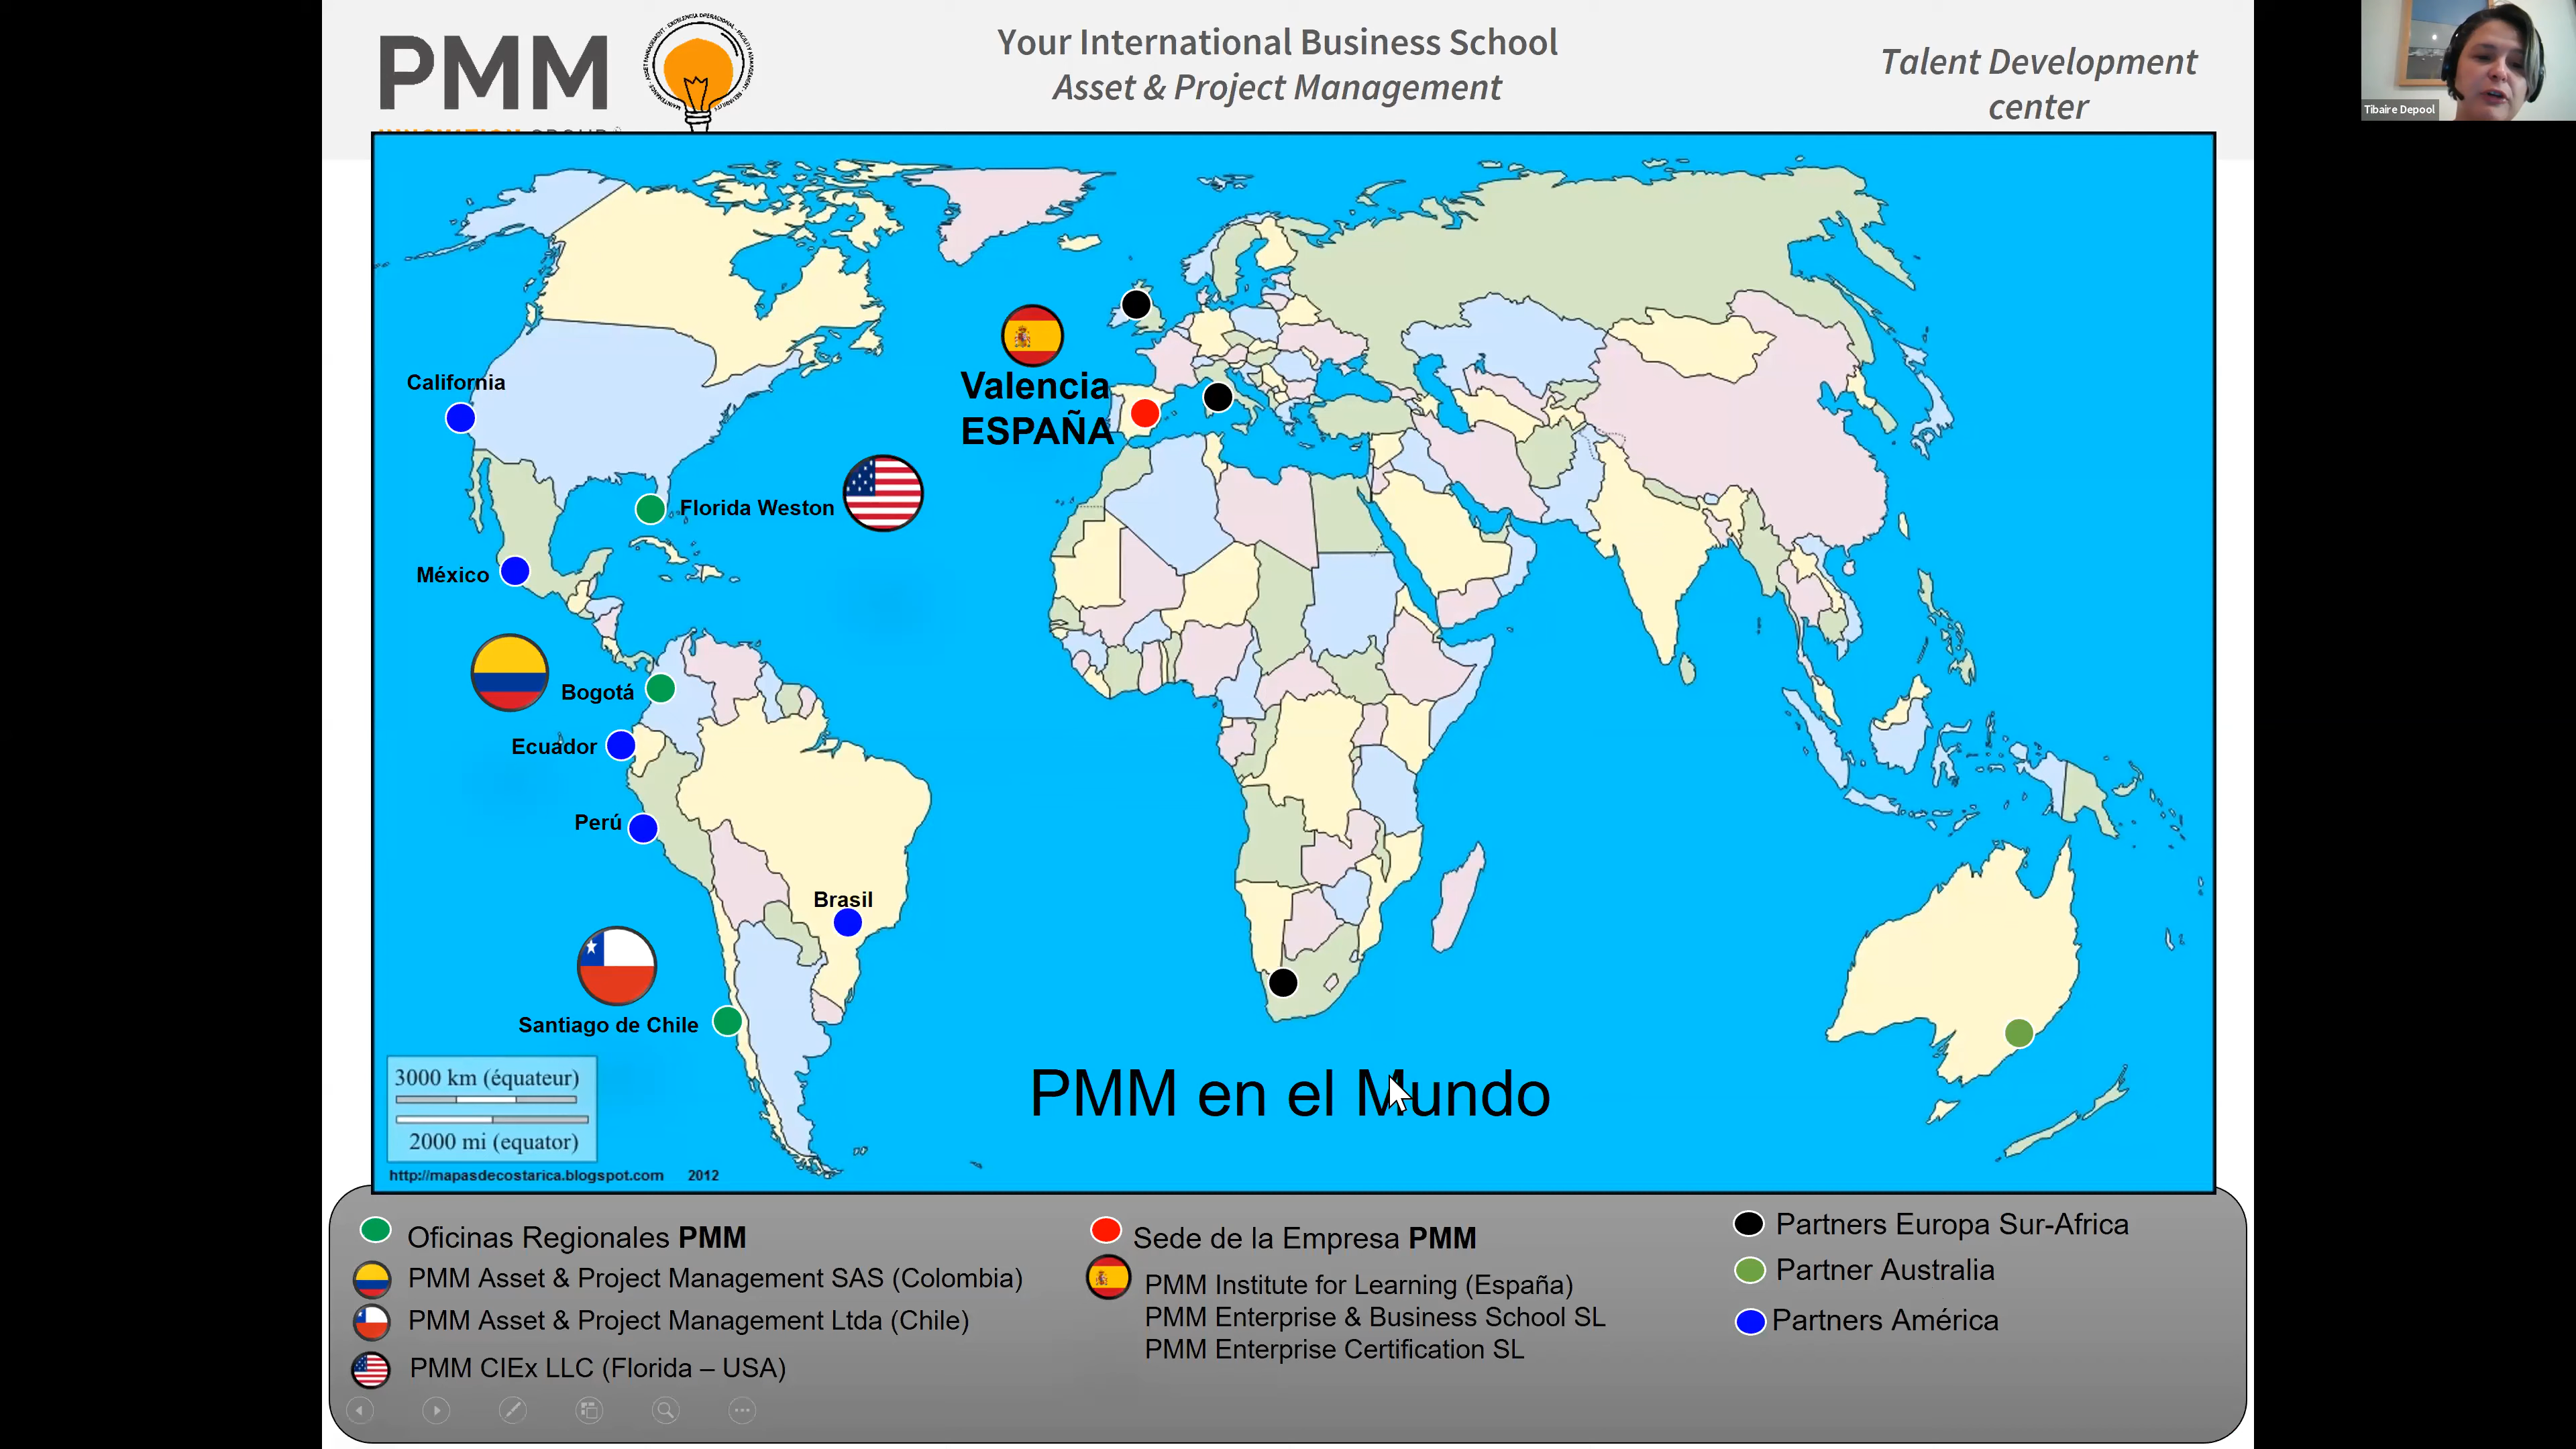 PMM
Your International Business School
Asset & Project Management
Talent Development
center
Tibaire Depool
California
Valencia
ESPAÑA
Florida Weston
México
Bogotá
Ecuador
Perú
Brasil
Santiago de Chile
PMM en el Mundo
3000 km (équateur)
2000 mi (equator)
http://mapasdecostarica.blogspot.com 2012
Oficinas Regionales PMM
PMM Asset & Project Management SAS (Colombia)
PMM Asset & Project Management Ltda (Chile)
PMM CIEx LLC (Florida – USA)
Sede de la Empresa PMM
PMM Institute for Learning (España)
PMM Enterprise & Business School SL
PMM Enterprise Certification SL
Partners Europa Sur-Africa
Partner Australia
Partners América